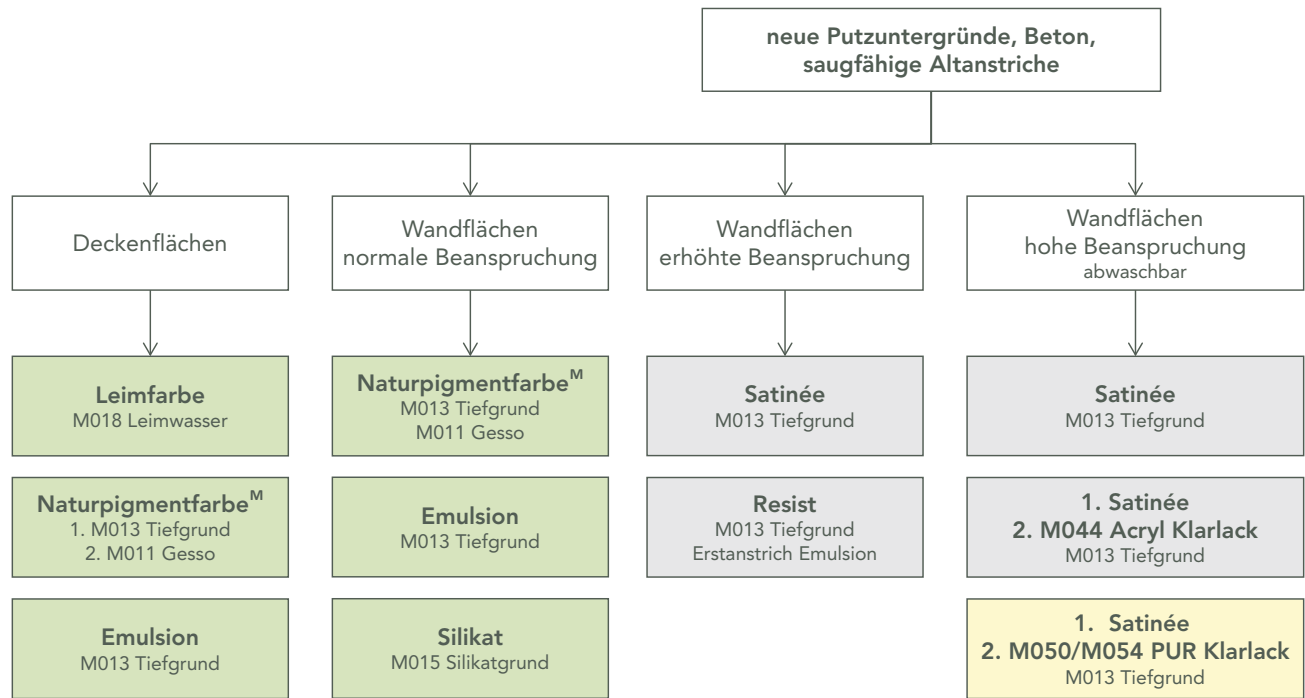 neue Putzuntergründe, Beton,
saugfähige Altanstriche
Deckenflächen
Wandflächen
normale Beanspruchung
Wandflächen
erhöhte Beanspruchung
Wandflächen
hohe Beanspruchung
abwaschbar
Leimfarbe
M018 Leimwasser
Naturpigmentfarbe^M
1. M013 Tiefgrund
2. M011 Gesso
Emulsion
M013 Tiefgrund
Naturpigmentfarbe^M
M013 Tiefgrund
M011 Gesso
Emulsion
M013 Tiefgrund
Silikat
M015 Silikatgrund
Satinée
M013 Tiefgrund
Resist
M013 Tiefgrund
Erstanstrich Emulsion
Satinée
M013 Tiefgrund
1. Satinée
2. M044 Acryl Klarlack
M013 Tiefgrund
1. Satinée
2. M050/M054 PUR Klarlack
M013 Tiefgrund